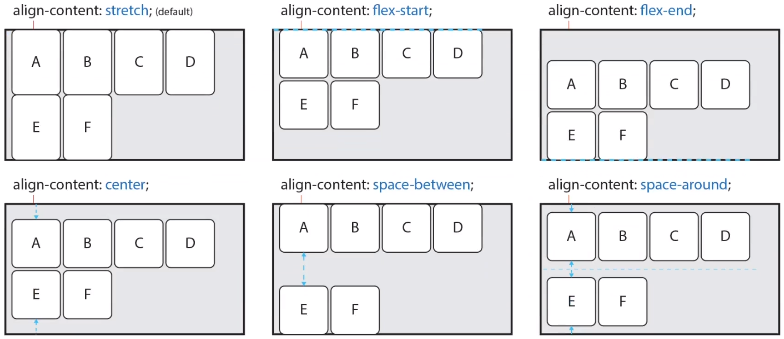 align-content: stretch; (default)
A B C D
E F
align-content: flex-start;
A B C D
E F
align-content: flex-end;
A B C D
E F
align-content: center;
A B C D
E F
align-content: space-between;
A B C D
E F
align-content: space-around;
A B C D
E F